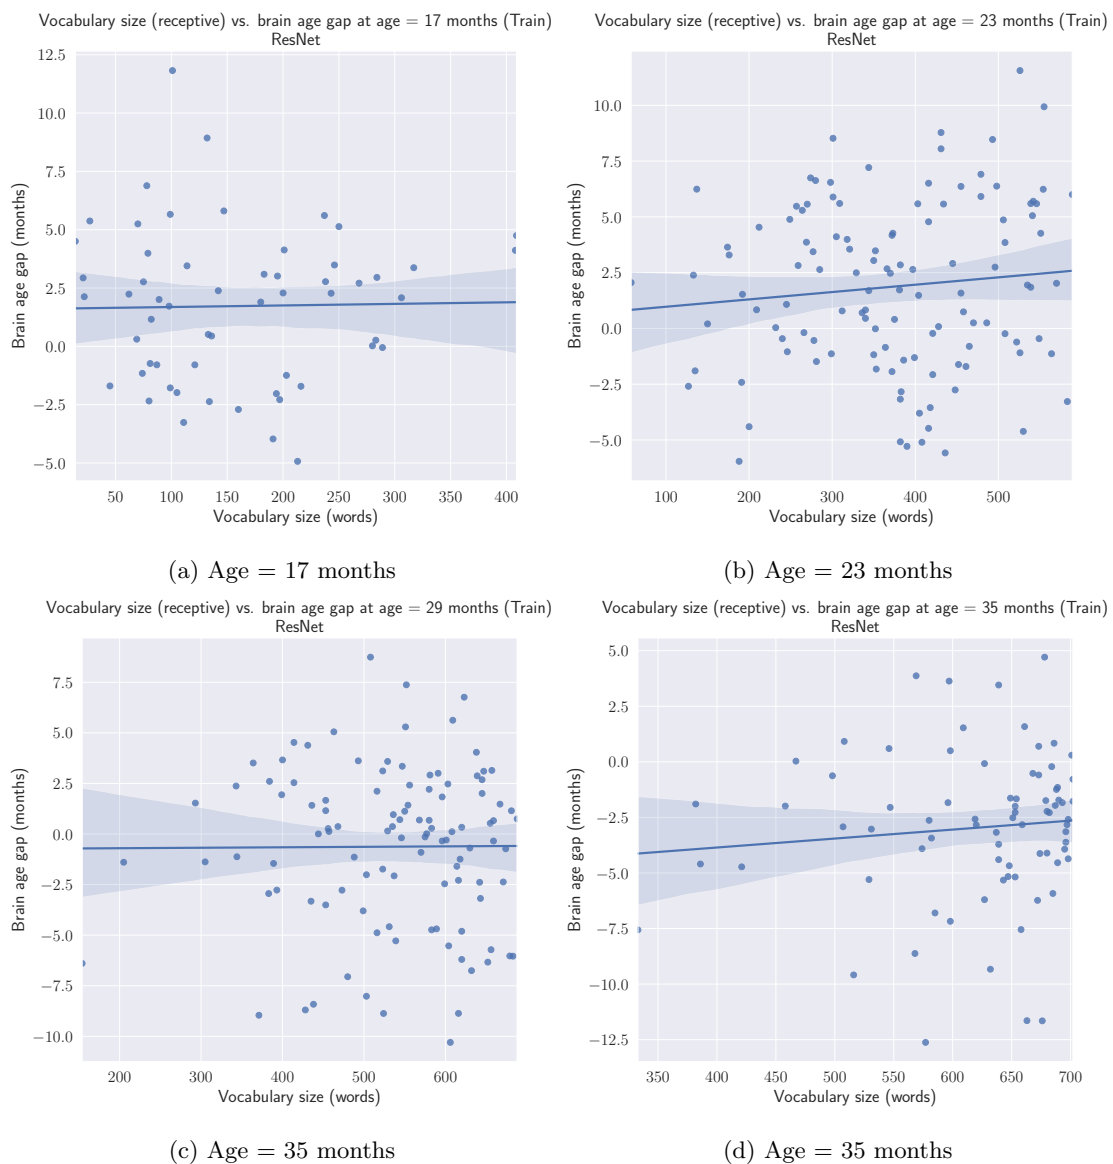 Vocabulary size (receptive) vs. brain age gap at age = 17 months (Train)
ResNet
12.5
10.0
7.5
5.0
2.5
0.0
−2.5
−5.0
Brain age gap (months)
50 100 150 200 250 300 350 400
Vocabulary size (words)
(a) Age = 17 months
Vocabulary size (receptive) vs. brain age gap at age = 23 months (Train)
ResNet
10.0
7.5
5.0
2.5
0.0
−2.5
−5.0
Brain age gap (months)
100 200 300 400 500
Vocabulary size (words)
(b) Age = 23 months
Vocabulary size (receptive) vs. brain age gap at age = 29 months (Train)
ResNet
7.5
5.0
2.5
0.0
−2.5
−5.0
−7.5
−10.0
Brain age gap (months)
200 300 400 500 600
Vocabulary size (words)
(c) Age = 35 months
Vocabulary size (receptive) vs. brain age gap at age = 35 months (Train)
ResNet
5.0
2.5
0.0
−2.5
−5.0
−7.5
−10.0
−12.5
Brain age gap (months)
350 400 450 500 550 600 650 700
Vocabulary size (words)
(d) Age = 35 months